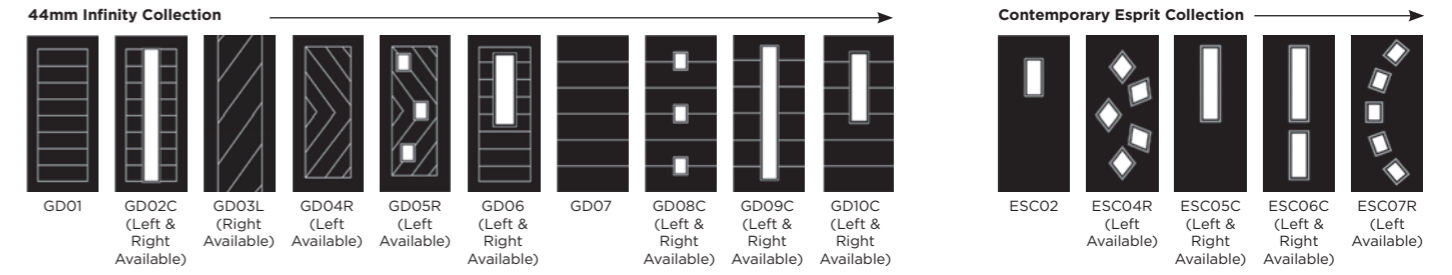 44mm Infinity Collection
Contemporary Esprit Collection
GD01
GD02C
(Left &
Right
Available)
GD03L
(Right
Available)
GD04R
(Left
Available)
GD05R
(Left
Available)
GD06
(Left &
Right
Available)
GD07
GD08C
(Left &
Right
Available)
GD09C
(Left &
Right
Available)
GD10C
(Left &
Right
Available)
ESC02
ESC04R
(Left
Available)
ESC05C
(Left &
Right
Available)
ESC06C
(Left &
Right
Available)
ESC07R
(Left
Available)